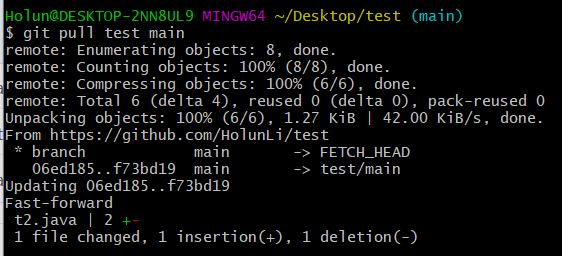 Holun@DESKTOP-2NN8UL9 MINGW64 ~/Desktop/test (main)
$ git pull test main
remote: Enumerating objects: 8, done.
remote: Counting objects: 100% (8/8), done.
remote: Compressing objects: 100% (6/6), done.
remote: Total 6 (delta 4), reused 0 (delta 0), pack-reused 0
Unpacking objects: 100% (6/6), 1.27 KiB | 42.00 KiB/s, done.
From https://github.com/HolunLi/test
 * branch            main       -> FETCH_HEAD
   06ed185..f73bd19  main       -> test/main
Updating 06ed185..f73bd19
Fast-forward
 t2.java | 2 +-
 1 file changed, 1 insertion(+), 1 deletion(-)